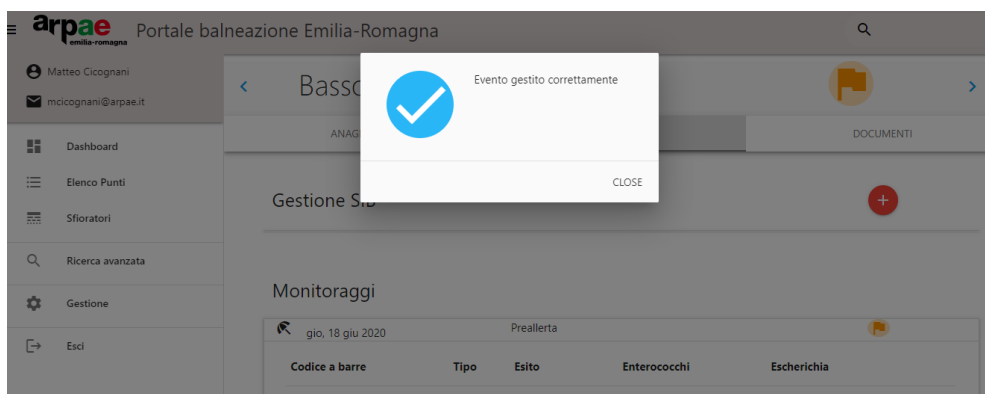 arpae
emilia-romagna
Portale balneazione Emilia-Romagna
Matteo Cicognani
mcicognani@arpae.it
Dashboard
Elenco Punti
Sfioratori
Ricerca avanzata
Gestione
Esci
Evento gestito correttamente
CLOSE
DOCUMENTI
Gestione
Monitoraggi
gio, 18 giu 2020 Preallerta
Codice a barre Tipo Esito Enterococchi Escherichia